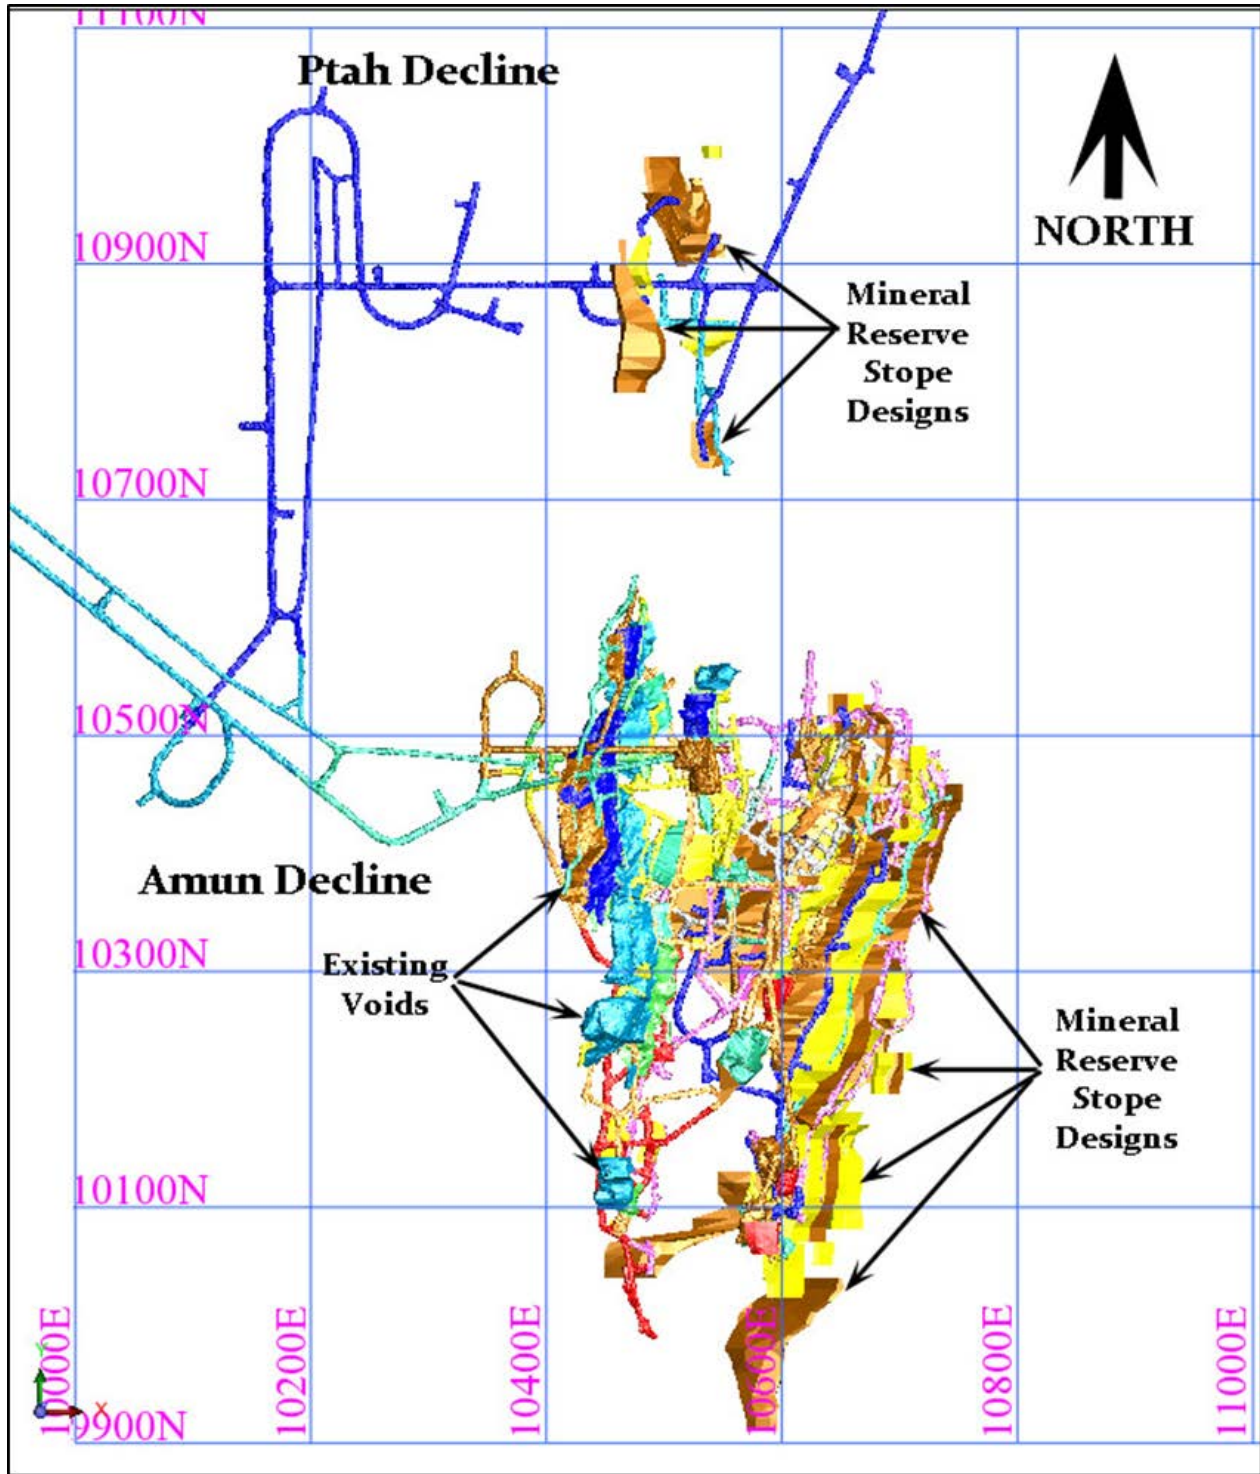 11100N
Ptah Decline
NORTH
10900N
Mineral
Reserve
Stope
Designs
10700N
10500N
Amun Decline
Existing
Voids
10300N
Mineral
Reserve
Stope
Designs
10100N
10000E
10200E
10400E
10600E
10800E
11000E
Y
X
9900N